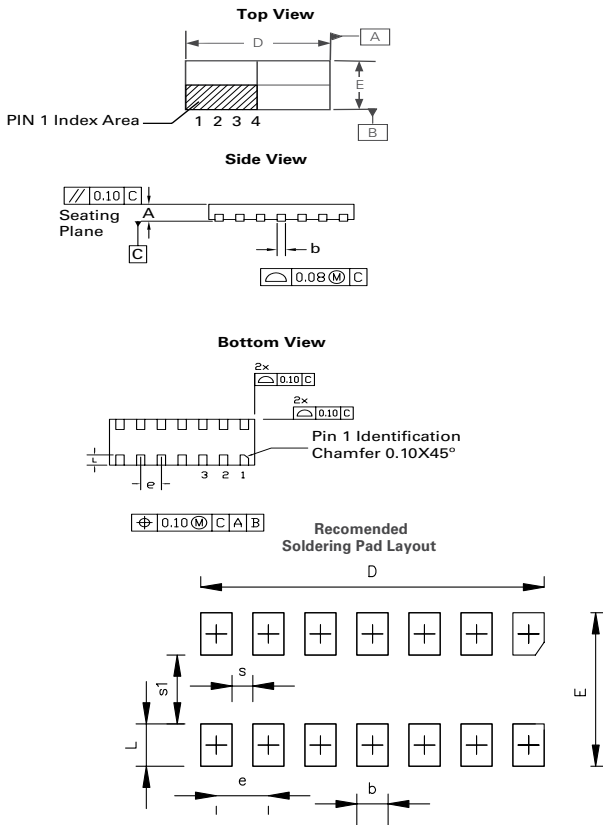 Top View
D
A
E
B
PIN 1 Index Area
1 2 3 4
Side View
// 0.10 C
A
Seating
Plane
C
b
⌓ 0.08 Ⓜ C
Bottom View
2x
⌓ 0.10 C
2x
⌓ 0.10 C
Pin 1 Identification
Chamfer 0.10X45°
L
e
3 2 1
⌖ 0.10 Ⓜ C A B
Recomended
Soldering Pad Layout
D
s
s1
E
L
e
b